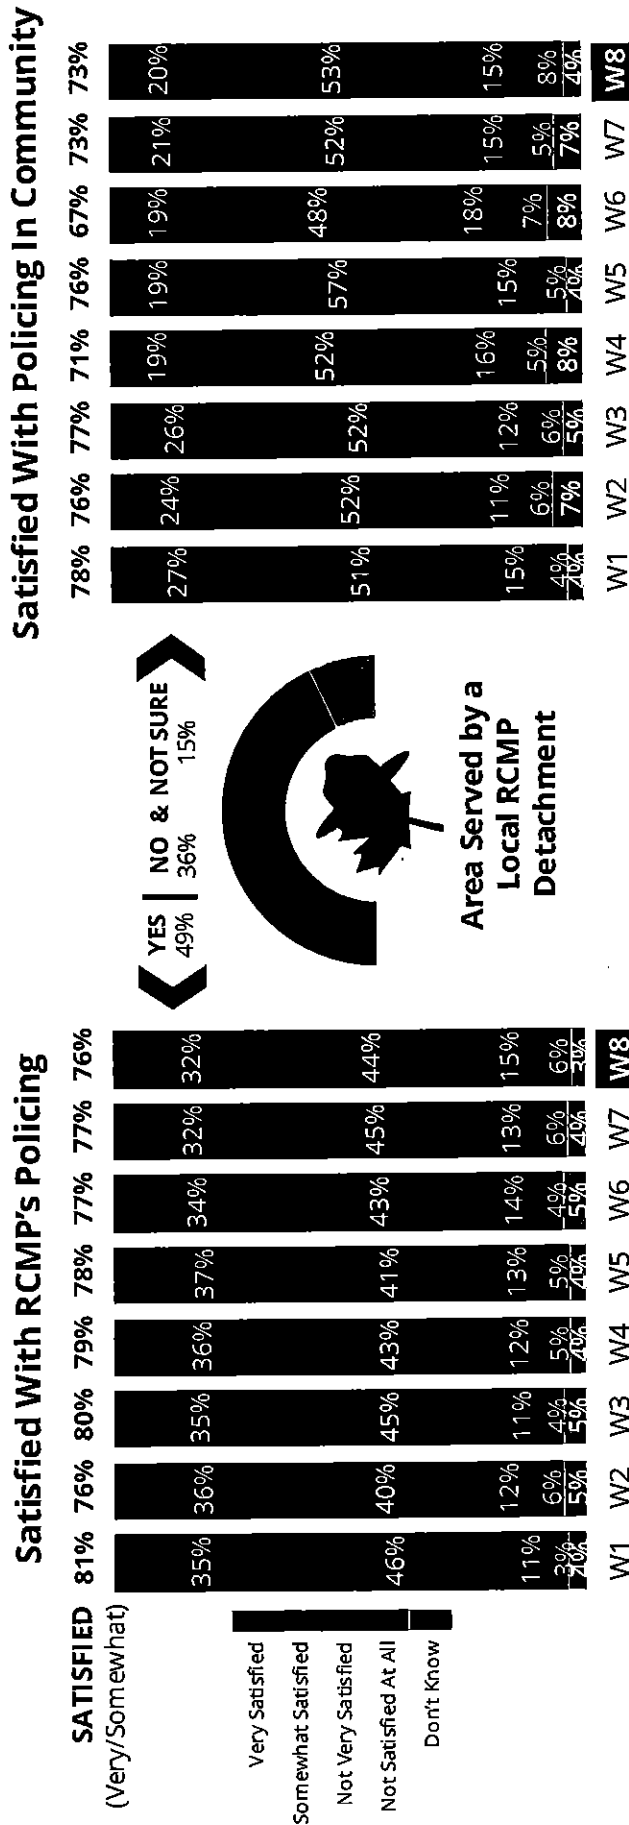 Satisfied With RCMP's Policing
SATISFIED 81% 76% 80% 79% 78% 77% 77% 76%
(Very/Somewhat)
35% 36% 35% 36% 37% 34% 32% 32%
46% 40% 45% 43% 41% 43% 45% 44%
11% 12% 11% 12% 13% 14% 13% 15%
3% 6% 4% 5% 5% 4% 6% 6%
5% 5% 4% 4% 5% 4% 3%
W1 W2 W3 W4 W5 W6 W7 W8
Very Satisfied
Somewhat Satisfied
Not Very Satisfied
Not Satisfied At All
Don't Know
YES NO & NOT SURE
49% 36% 15%
Area Served by a
Local RCMP
Detachment
Satisfied With Policing In Community
78% 76% 77% 71% 76% 67% 73% 73%
27% 24% 26% 19% 19% 19% 21% 20%
51% 52% 52% 52% 57% 48% 52% 53%
15% 11% 12% 16% 15% 18% 15% 15%
4% 6% 6% 5% 5% 7% 5% 8%
7% 5% 8% 4% 8% 7% 4%
W1 W2 W3 W4 W5 W6 W7 W8